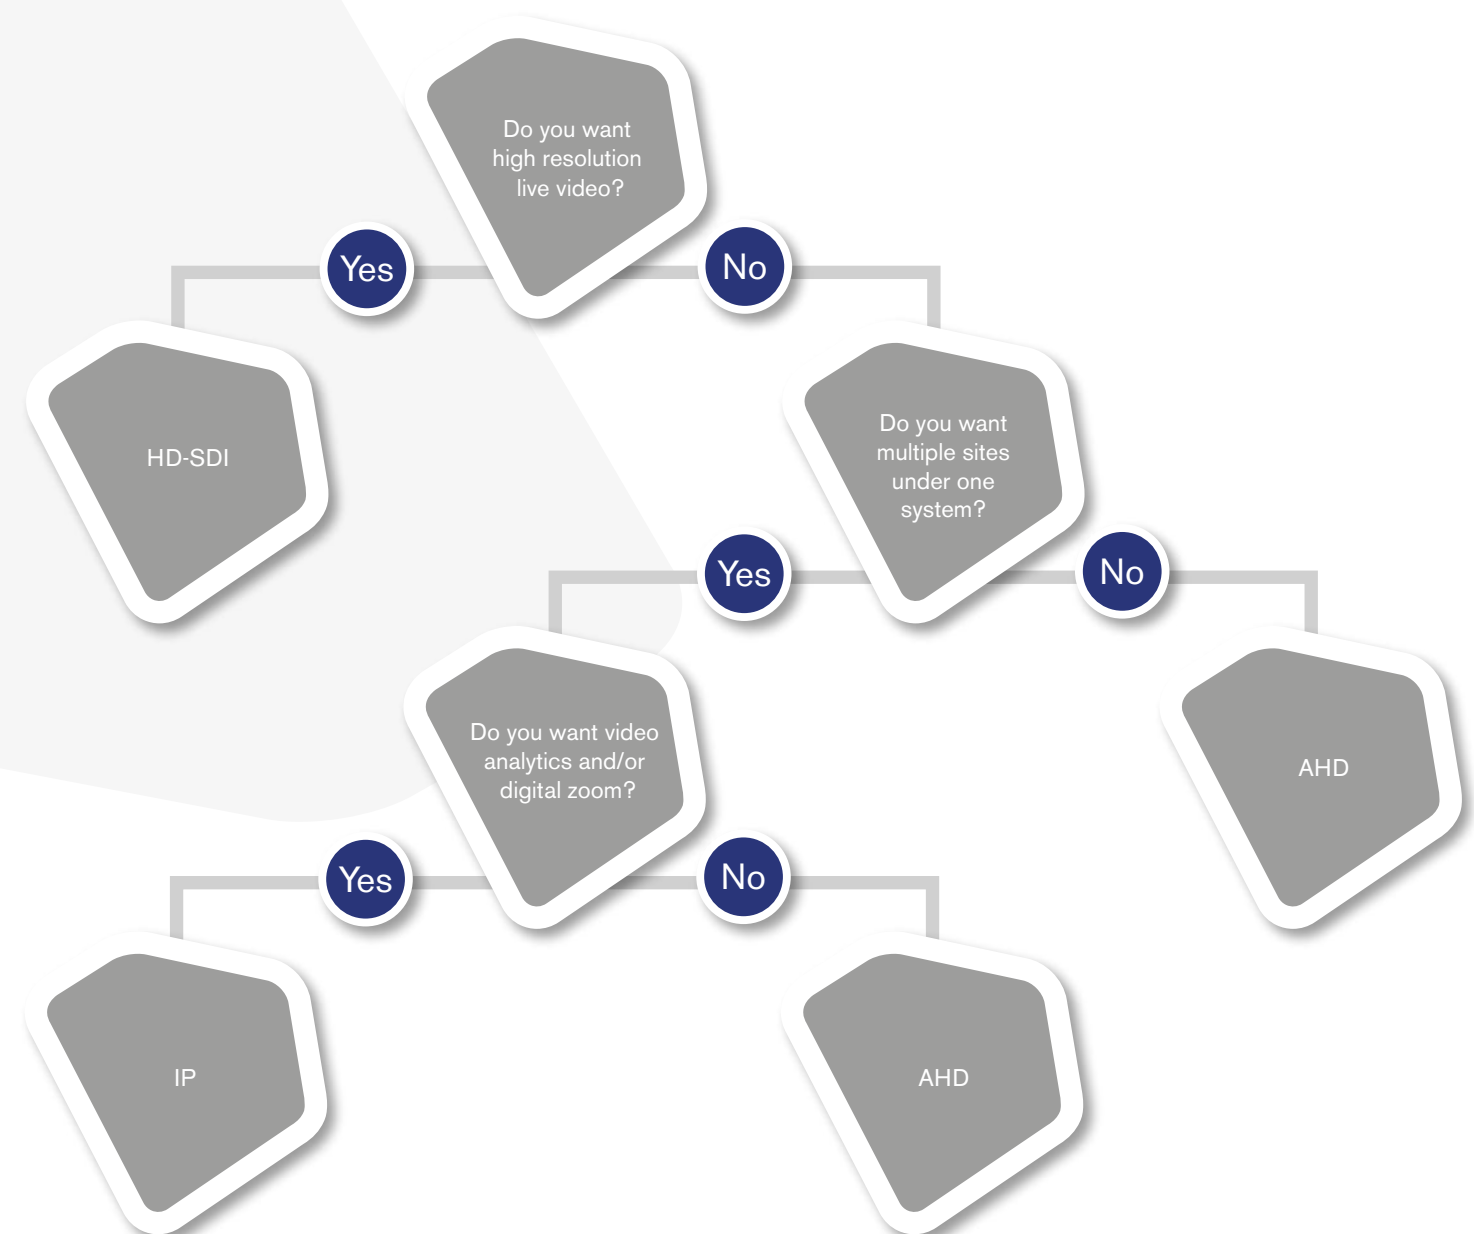 Do you want
high resolution
live video?
Yes
No
HD-SDI
Do you want
multiple sites
under one
system?
Yes
No
Do you want video
analytics and/or
digital zoom?
AHD
Yes
No
IP
AHD